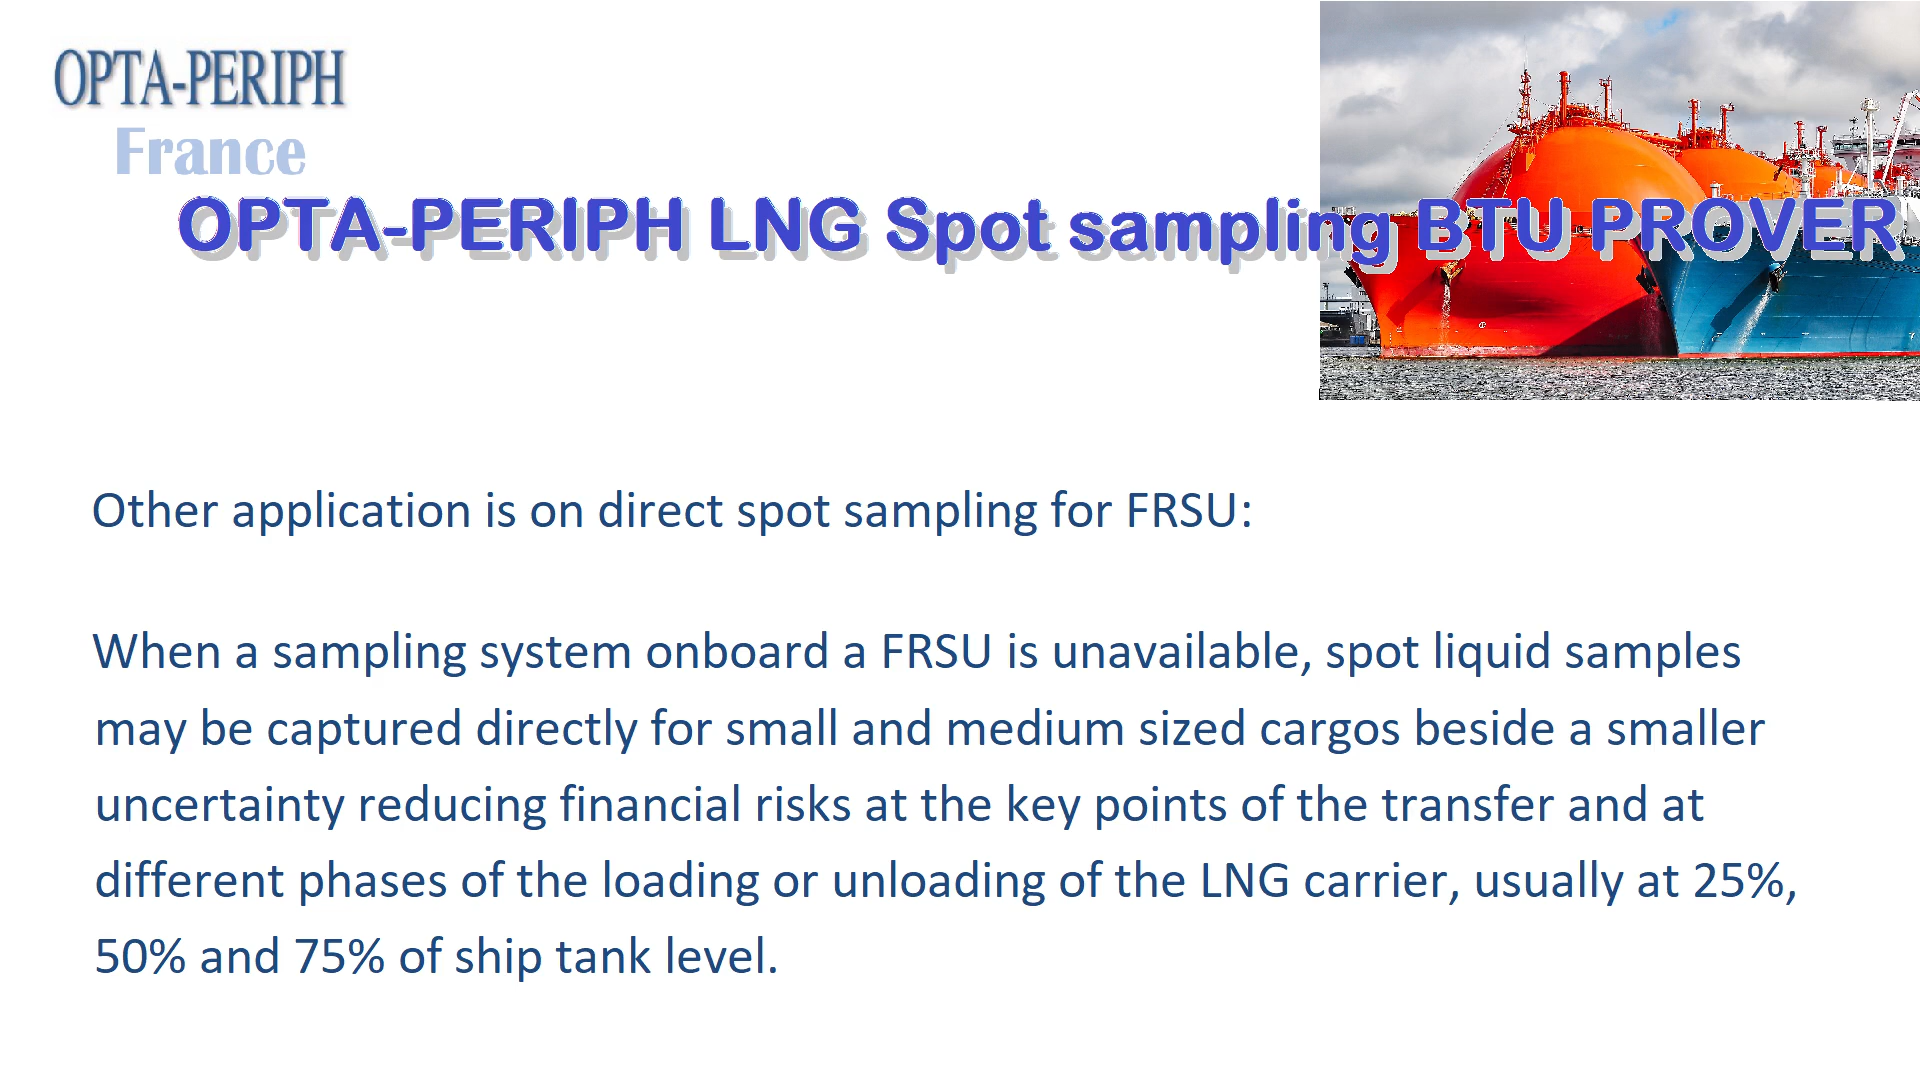 OPTA-PERIPH
France
OPTA-PERIPH LNG Spot sampling BTU PROVER
Other application is on direct spot sampling for FRSU:
When a sampling system onboard a FRSU is unavailable, spot liquid samples
may be captured directly for small and medium sized cargos beside a smaller
uncertainty reducing financial risks at the key points of the transfer and at
different phases of the loading or unloading of the LNG carrier, usually at 25%,
50% and 75% of ship tank level.